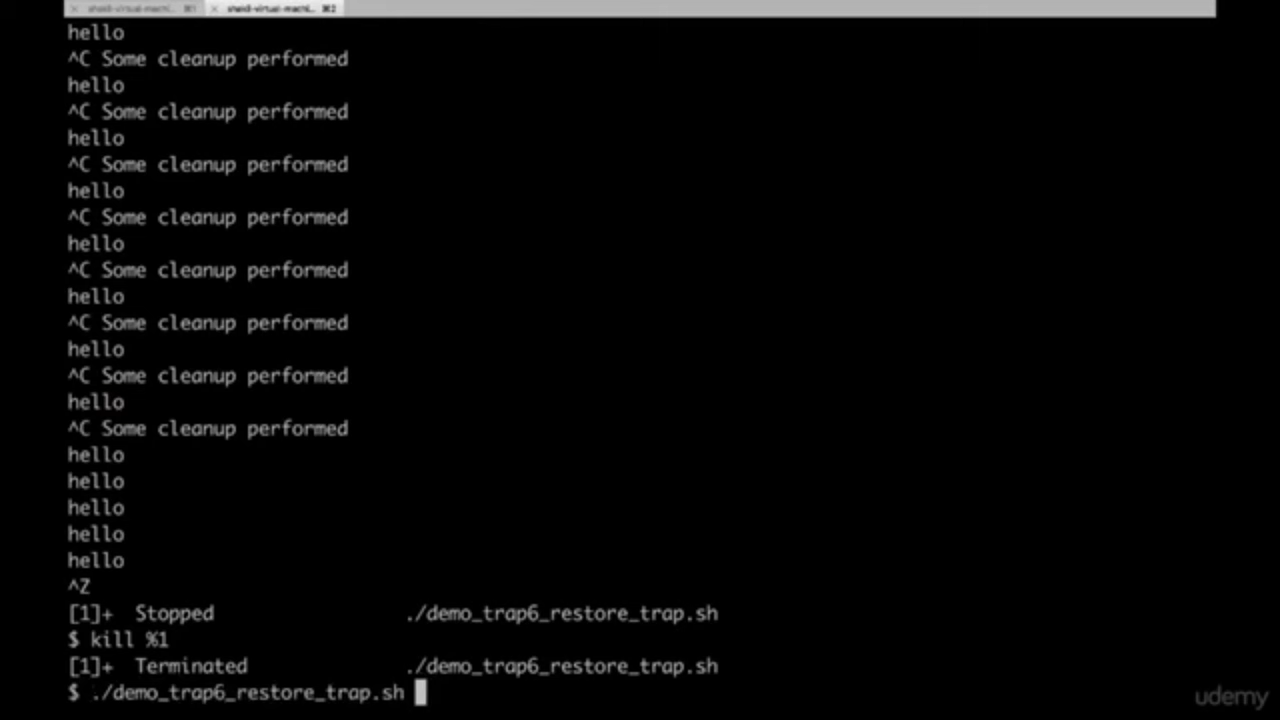 hello
^C Some cleanup performed
hello
^C Some cleanup performed
hello
^C Some cleanup performed
hello
^C Some cleanup performed
hello
^C Some cleanup performed
hello
^C Some cleanup performed
hello
^C Some cleanup performed
hello
^C Some cleanup performed
hello
hello
hello
hello
hello
^Z
[1]+  Stopped                 ./demo_trap6_restore_trap.sh
$ kill %1
[1]+  Terminated              ./demo_trap6_restore_trap.sh
$ ./demo_trap6_restore_trap.sh
udemy